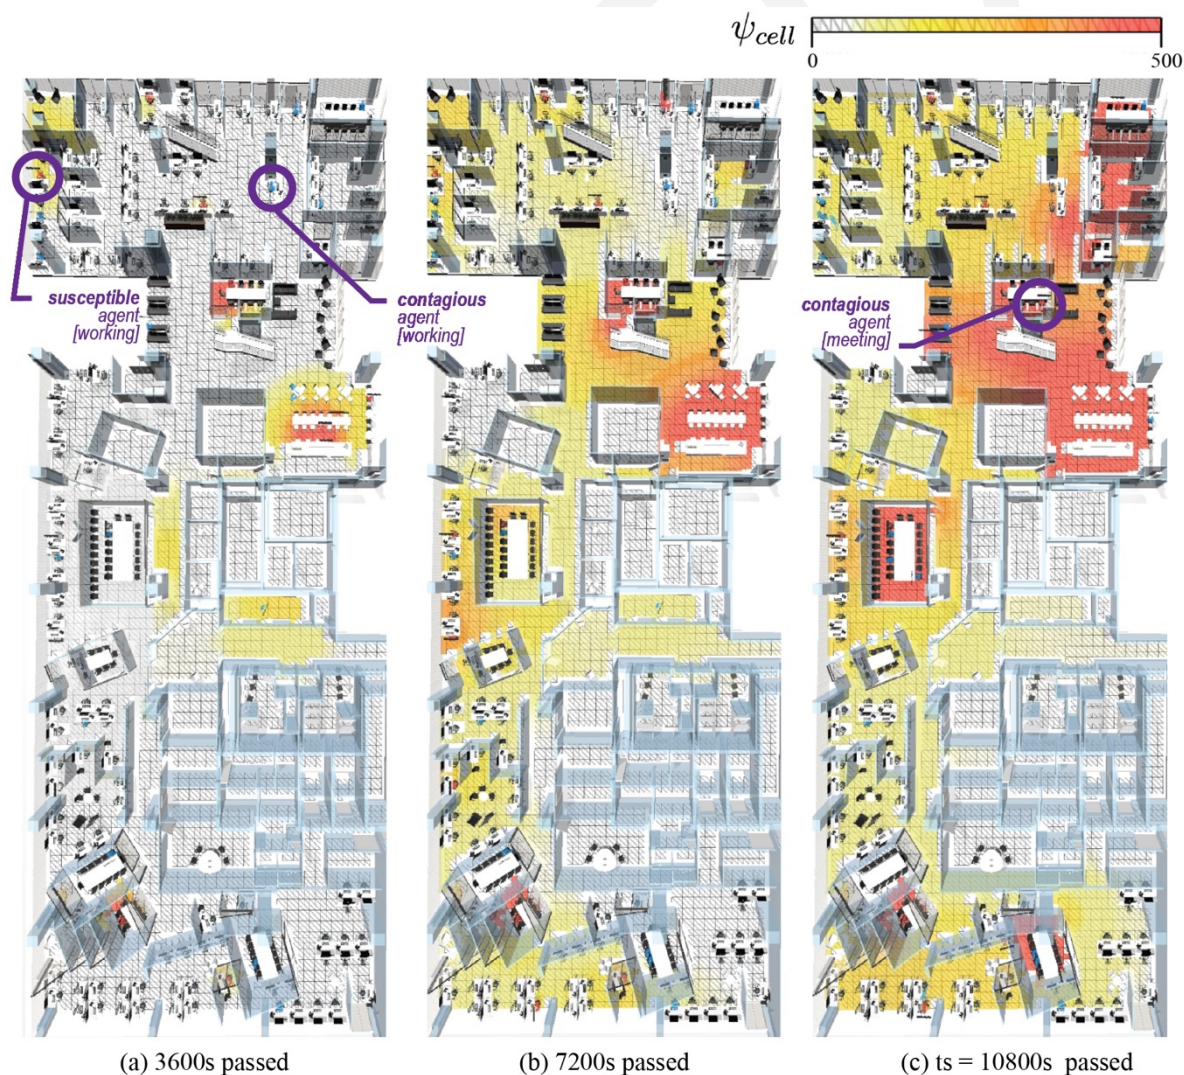 ψcell
0
500
susceptible
agent
[working]
contagious
agent
[working]
contagious
agent
[meeting]
(a) 3600s passed
(b) 7200s passed
(c) ts = 10800s passed